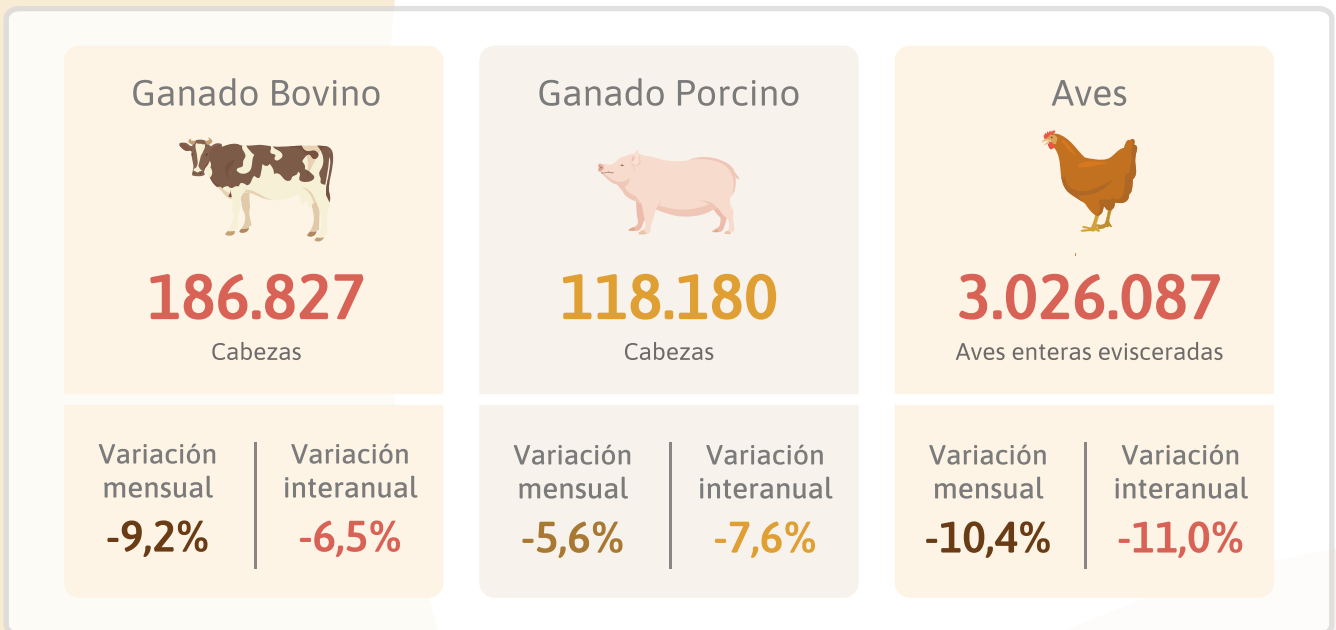 Ganado Bovino
186.827
Cabezas
Variación
mensual
-9,2%
Variación
interanual
-6,5%
Ganado Porcino
118.180
Cabezas
Variación
mensual
-5,6%
Variación
interanual
-7,6%
Aves
3.026.087
Aves enteras evisceradas
Variación
mensual
-10,4%
Variación
interanual
-11,0%